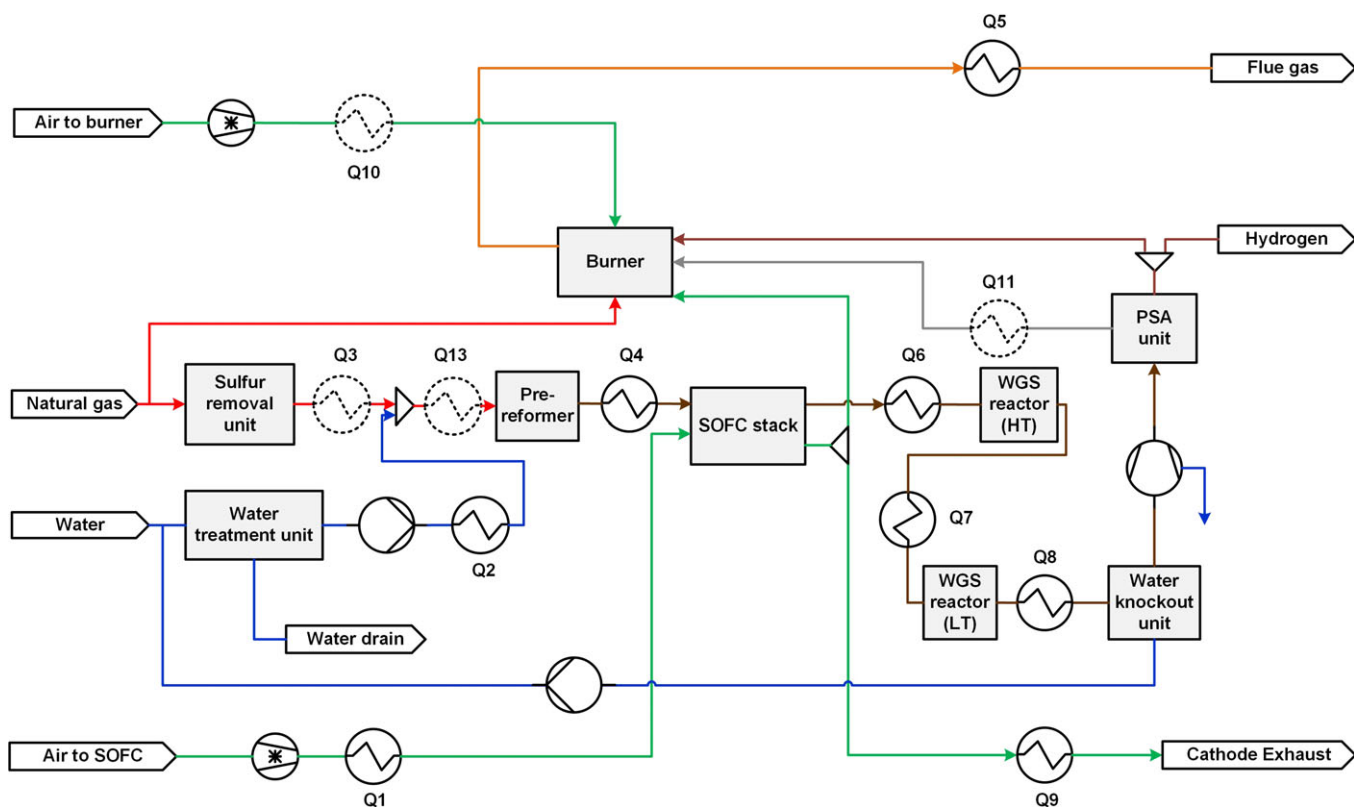 Q5
Flue gas
Air to burner
Q10
Burner
Hydrogen
Q11
PSA
unit
Natural gas
Sulfur
removal
unit
Q3
Q13
Pre-
reformer
Q4
SOFC stack
Q6
WGS
reactor
(HT)
Water
Water
treatment unit
Q2
Q7
WGS
reactor
(LT)
Q8
Water
knockout
unit
Water drain
Air to SOFC
Q1
Q9
Cathode Exhaust